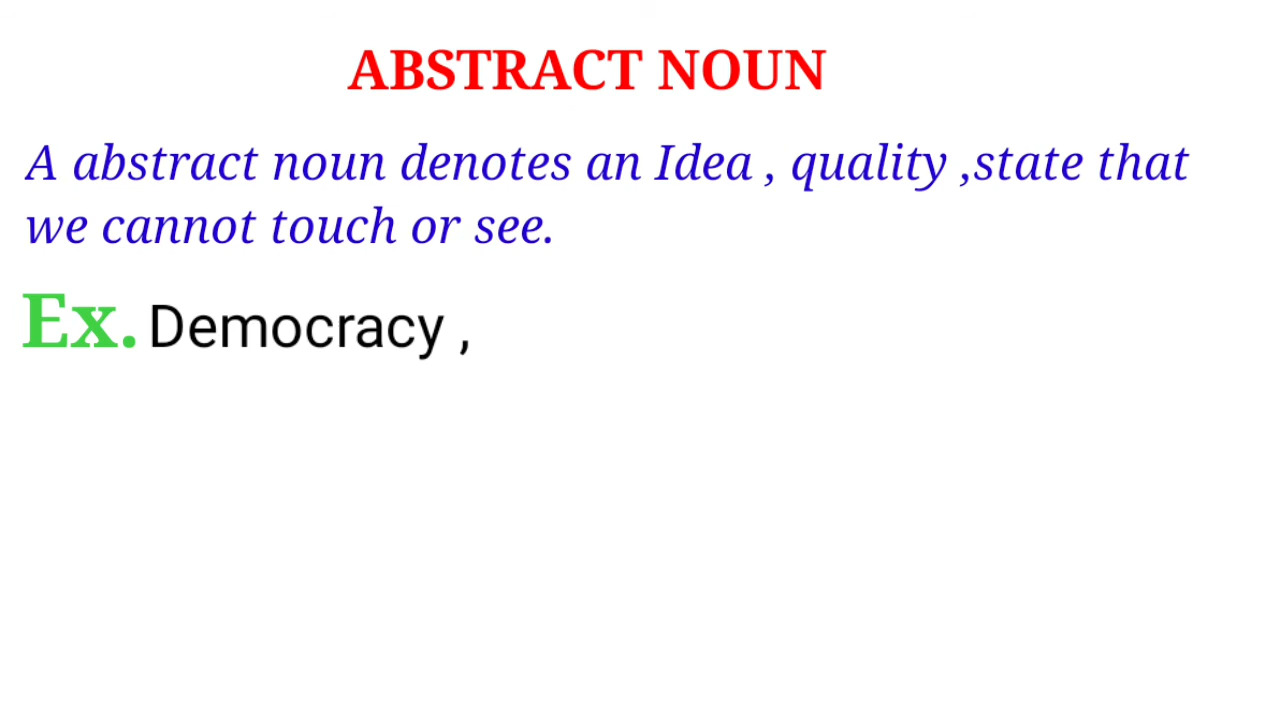 ABSTRACT NOUN
A abstract noun denotes an Idea , quality ,state that
we cannot touch or see.
Ex. Democracy ,